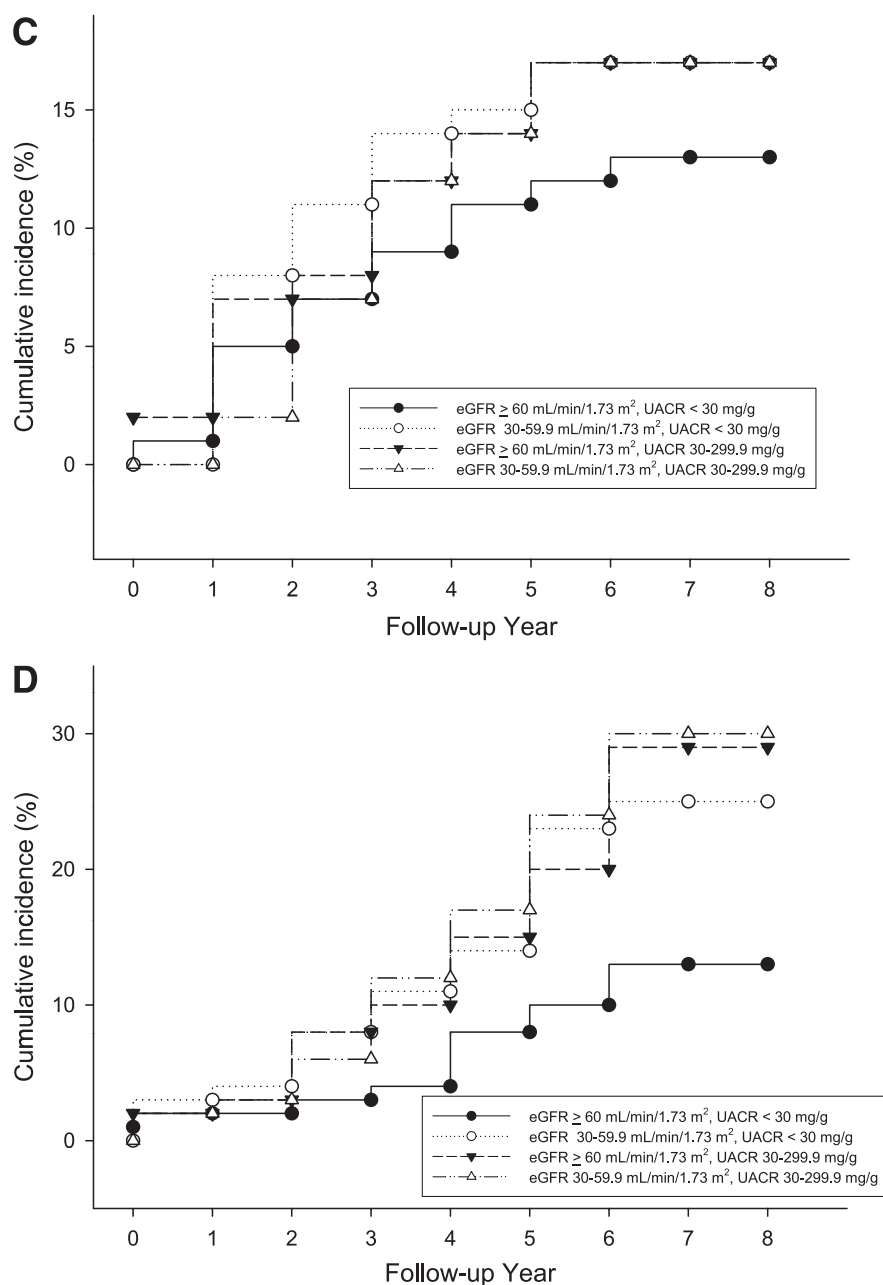 C
Cumulative incidence (%)
15
10
5
0
eGFR ≥ 60 mL/min/1.73 m², UACR < 30 mg/g
eGFR 30-59.9 mL/min/1.73 m², UACR < 30 mg/g
eGFR ≥ 60 mL/min/1.73 m², UACR 30-299.9 mg/g
eGFR 30-59.9 mL/min/1.73 m², UACR 30-299.9 mg/g
0 1 2 3 4 5 6 7 8
Follow-up Year
D
Cumulative incidence (%)
30
20
10
0
eGFR ≥ 60 mL/min/1.73 m², UACR < 30 mg/g
eGFR 30-59.9 mL/min/1.73 m², UACR < 30 mg/g
eGFR ≥ 60 mL/min/1.73 m², UACR 30-299.9 mg/g
eGFR 30-59.9 mL/min/1.73 m², UACR 30-299.9 mg/g
0 1 2 3 4 5 6 7 8
Follow-up Year